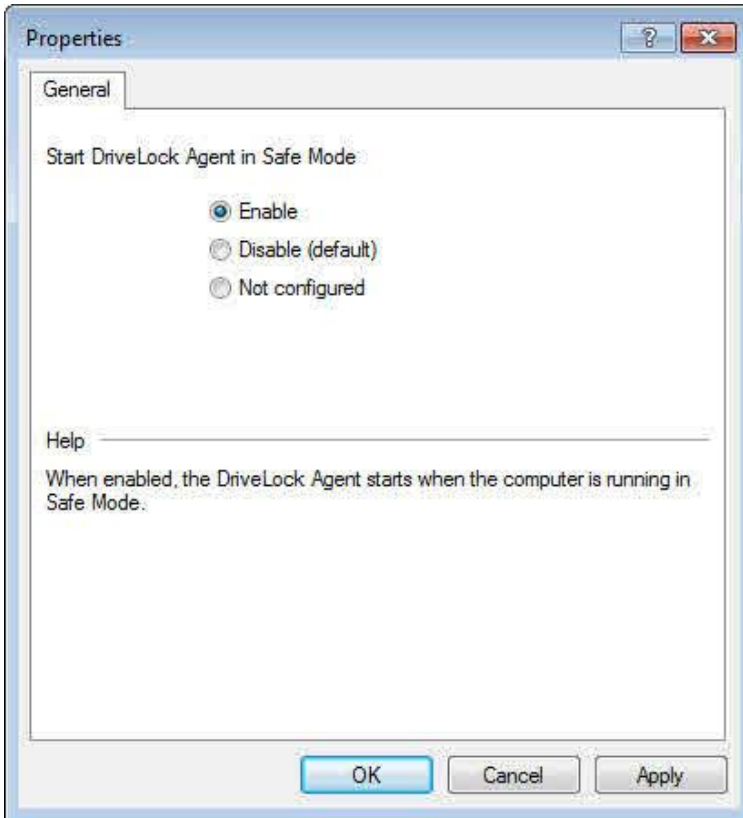 Properties
General
Start DriveLock Agent in Safe Mode
Enable
Disable (default)
Not configured
Help
When enabled, the DriveLock Agent starts when the computer is running in
Safe Mode.
OK Cancel Apply